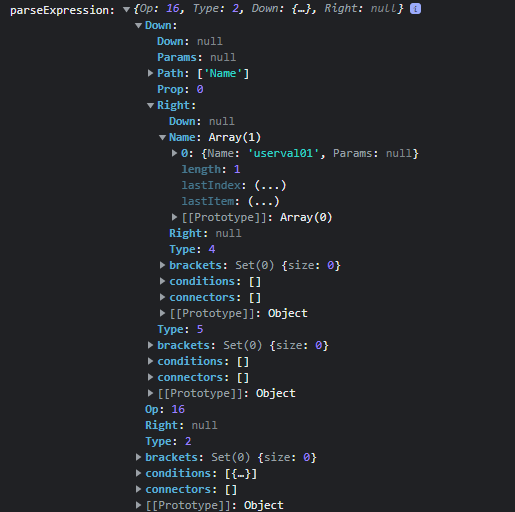 parseExpression: ▼{Op: 16, Type: 2, Down: {…}, Right: null} i
▼Down:
Down: null
Params: null
▶Path: ['Name']
Prop: 0
▼Right:
Down: null
▼Name: Array(1)
▶0: {Name: 'userval01', Params: null}
length: 1
lastIndex: (...)
lastItem: (...)
▶[[Prototype]]: Array(0)
Right: null
Type: 4
▶brackets: Set(0) {size: 0}
▶conditions: []
▶connectors: []
▶[[Prototype]]: Object
Type: 5
▶brackets: Set(0) {size: 0}
▶conditions: []
▶connectors: []
▶[[Prototype]]: Object
Op: 16
Right: null
Type: 2
▶brackets: Set(0) {size: 0}
▶conditions: [{…}]
▶connectors: []
▶[[Prototype]]: Object